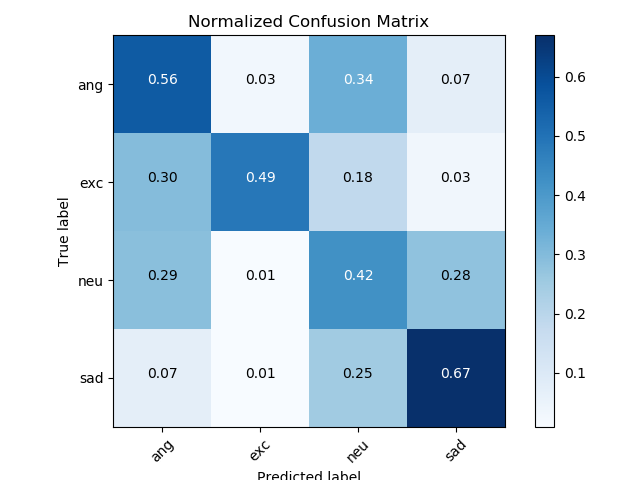 Normalized Confusion Matrix
ang 0.56 0.03 0.34 0.07
exc 0.30 0.49 0.18 0.03
neu 0.29 0.01 0.42 0.28
sad 0.07 0.01 0.25 0.67
ang exc neu sad
True label
Predicted label
0.6
0.5
0.4
0.3
0.2
0.1